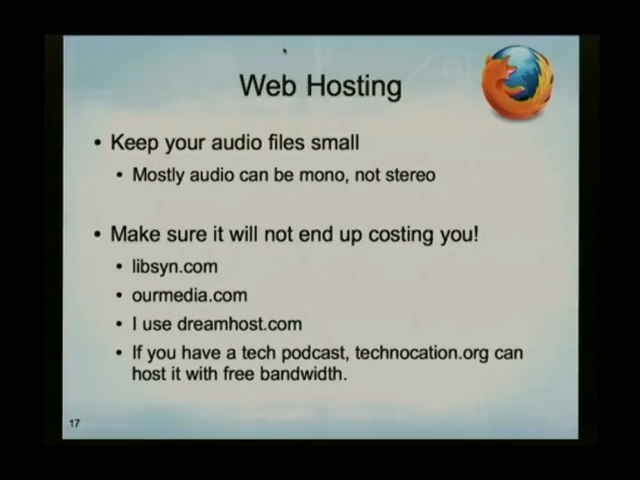 Web Hosting
• Keep your audio files small
• Mostly audio can be mono, not stereo
• Make sure it will not end up costing you!
• libsyn.com
• ourmedia.com
• I use dreamhost.com
• If you have a tech podcast, technocation.org can
host it with free bandwidth.
17